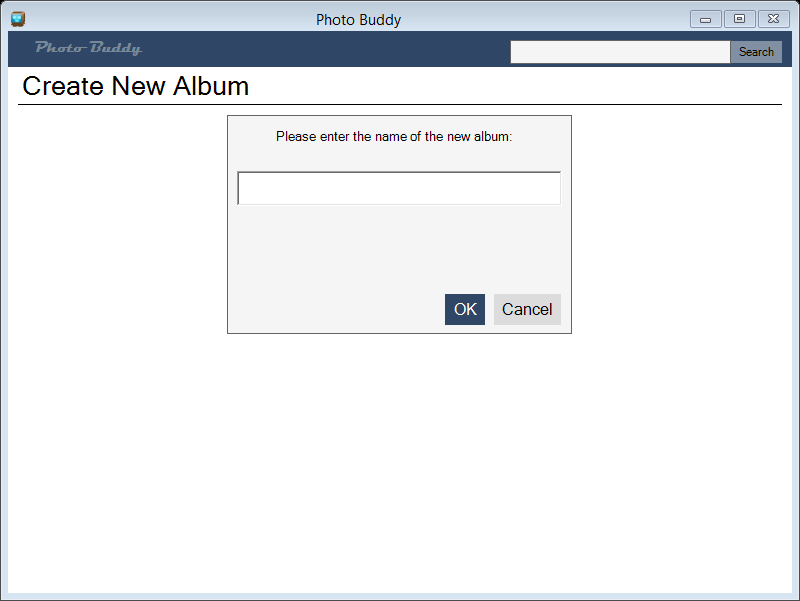 Photo Buddy
Photo Buddy
Search
Create New Album
Please enter the name of the new album:
OK Cancel